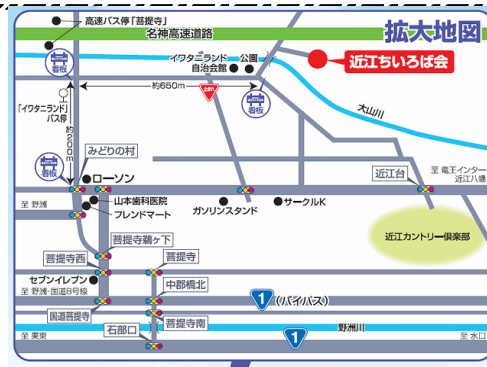 高速バス停「菩提寺」
名神高速道路
拡大地図
看板
イワタニランド
自治会館
公園
近江ちいろば会
約650m
止まれ
看板
大山川
「イワタニランド」
バス停
約200m
みどりの村
看板
ローソン
近江台
至 竜王インター
近江八幡
至 野洲
山本歯科医院
フレンドマート
ガソリンスタンド
サークルK
近江カントリー倶楽部
菩提寺鵜ヶ下
菩提寺西
菩提寺
セブンイレブン
中郡橋北
至 野洲・国道8号線
1
(バイパス)
国道菩提寺
菩提寺南
石部口
野洲川
至 栗東
1
至 水口